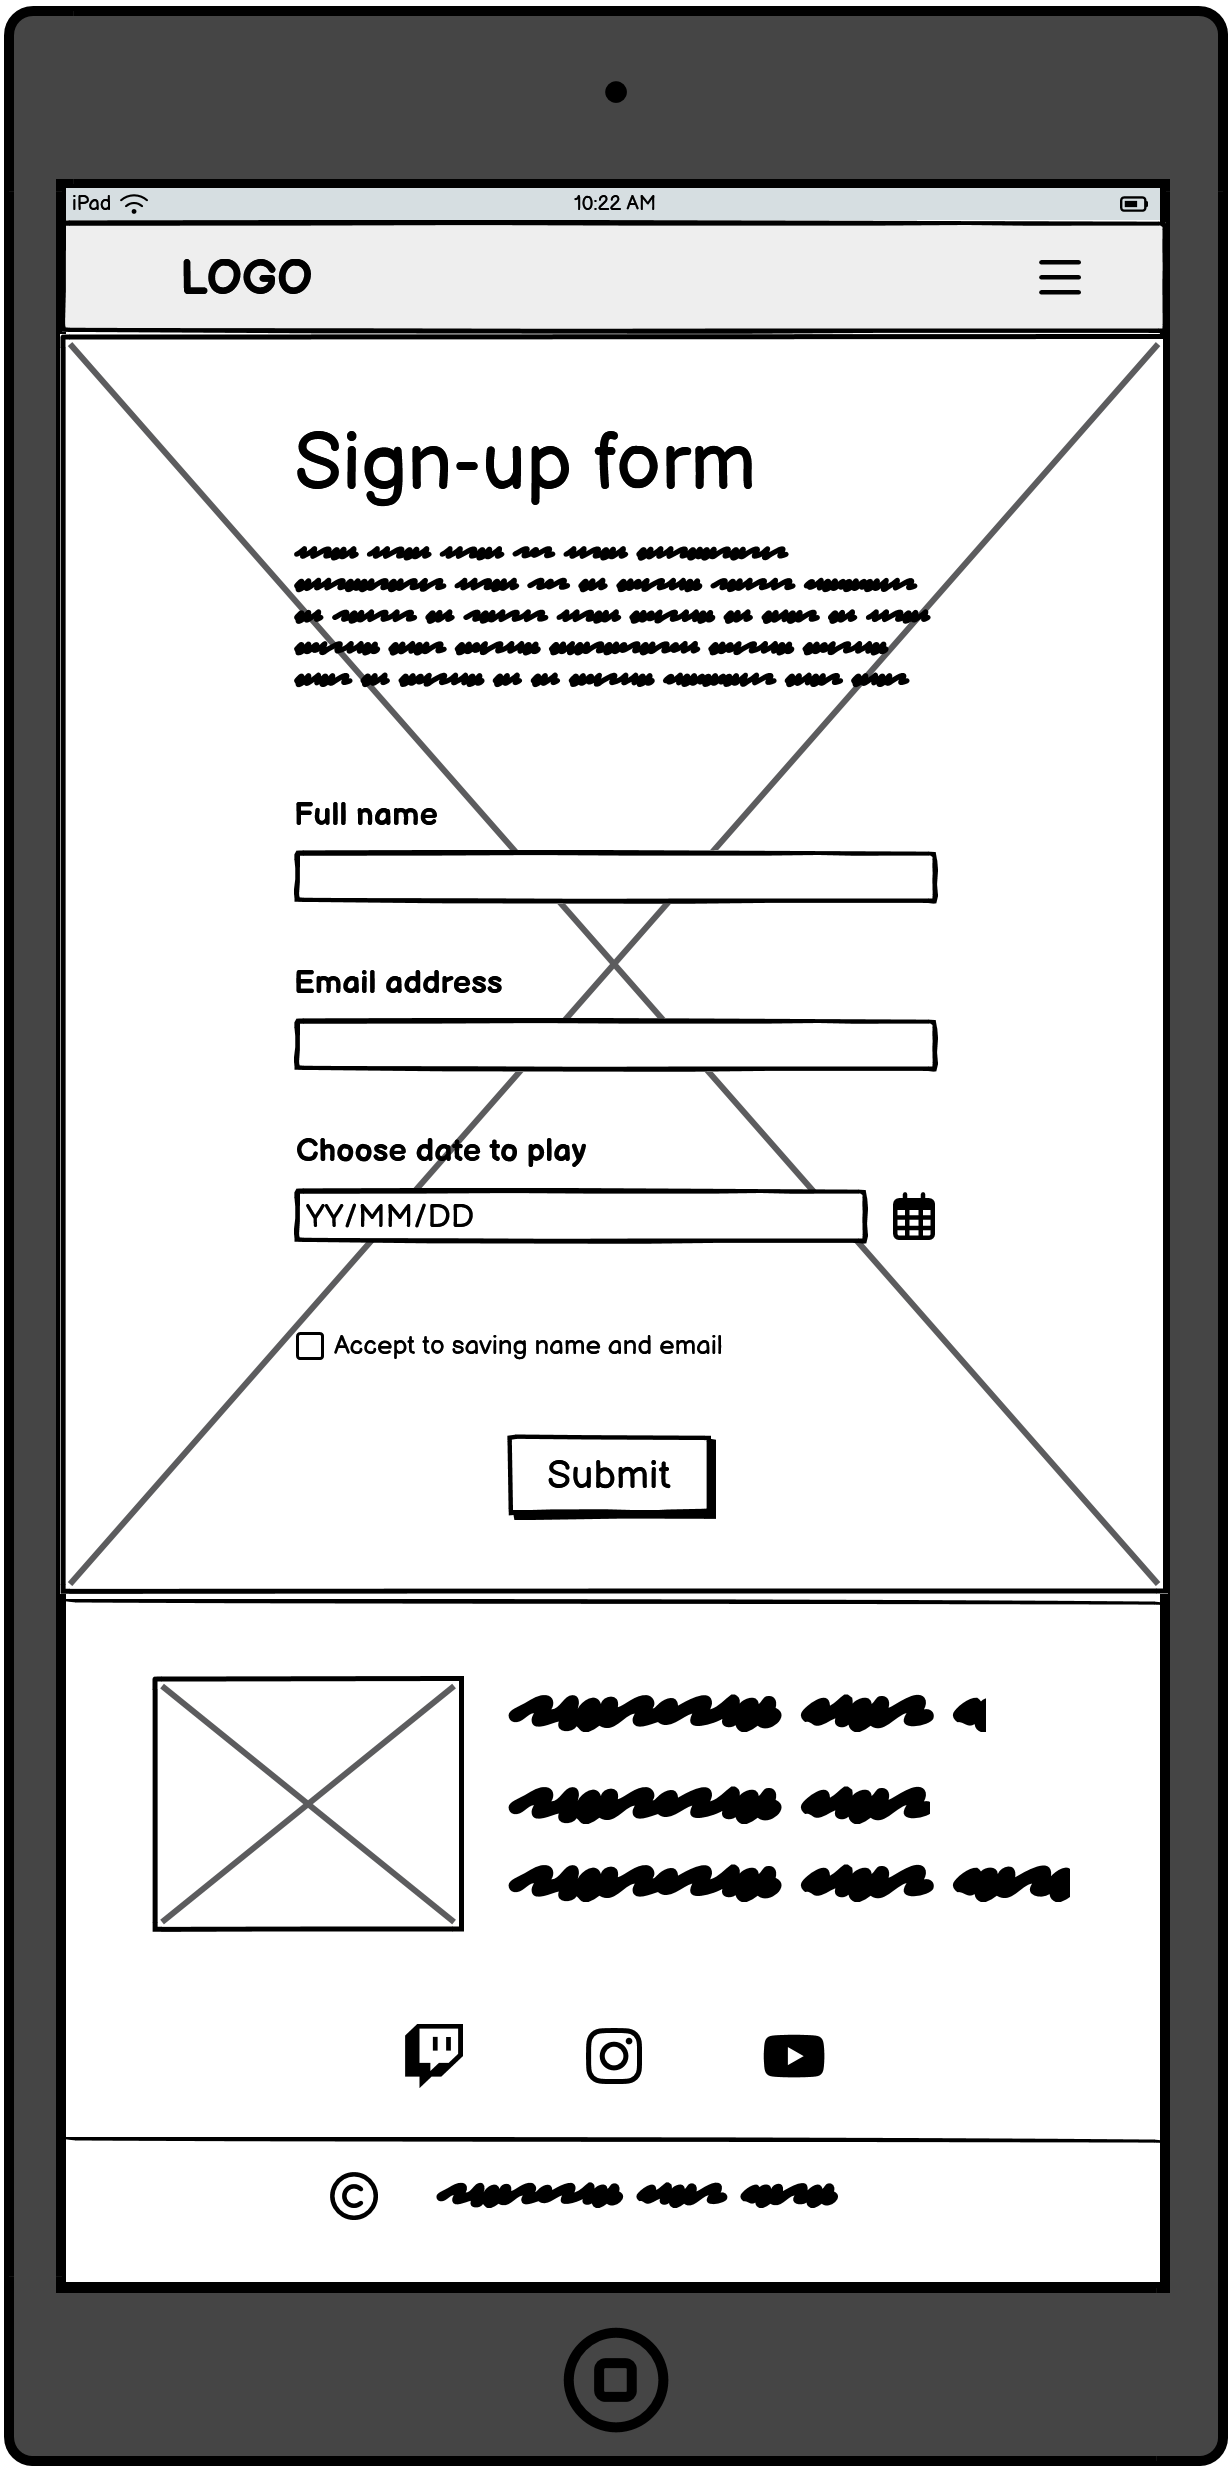 iPad
10:22 AM
LOGO
Sign-up form
Full name
Email address
Choose date to play
YY/MM/DD
Accept to saving name and email
Submit
©